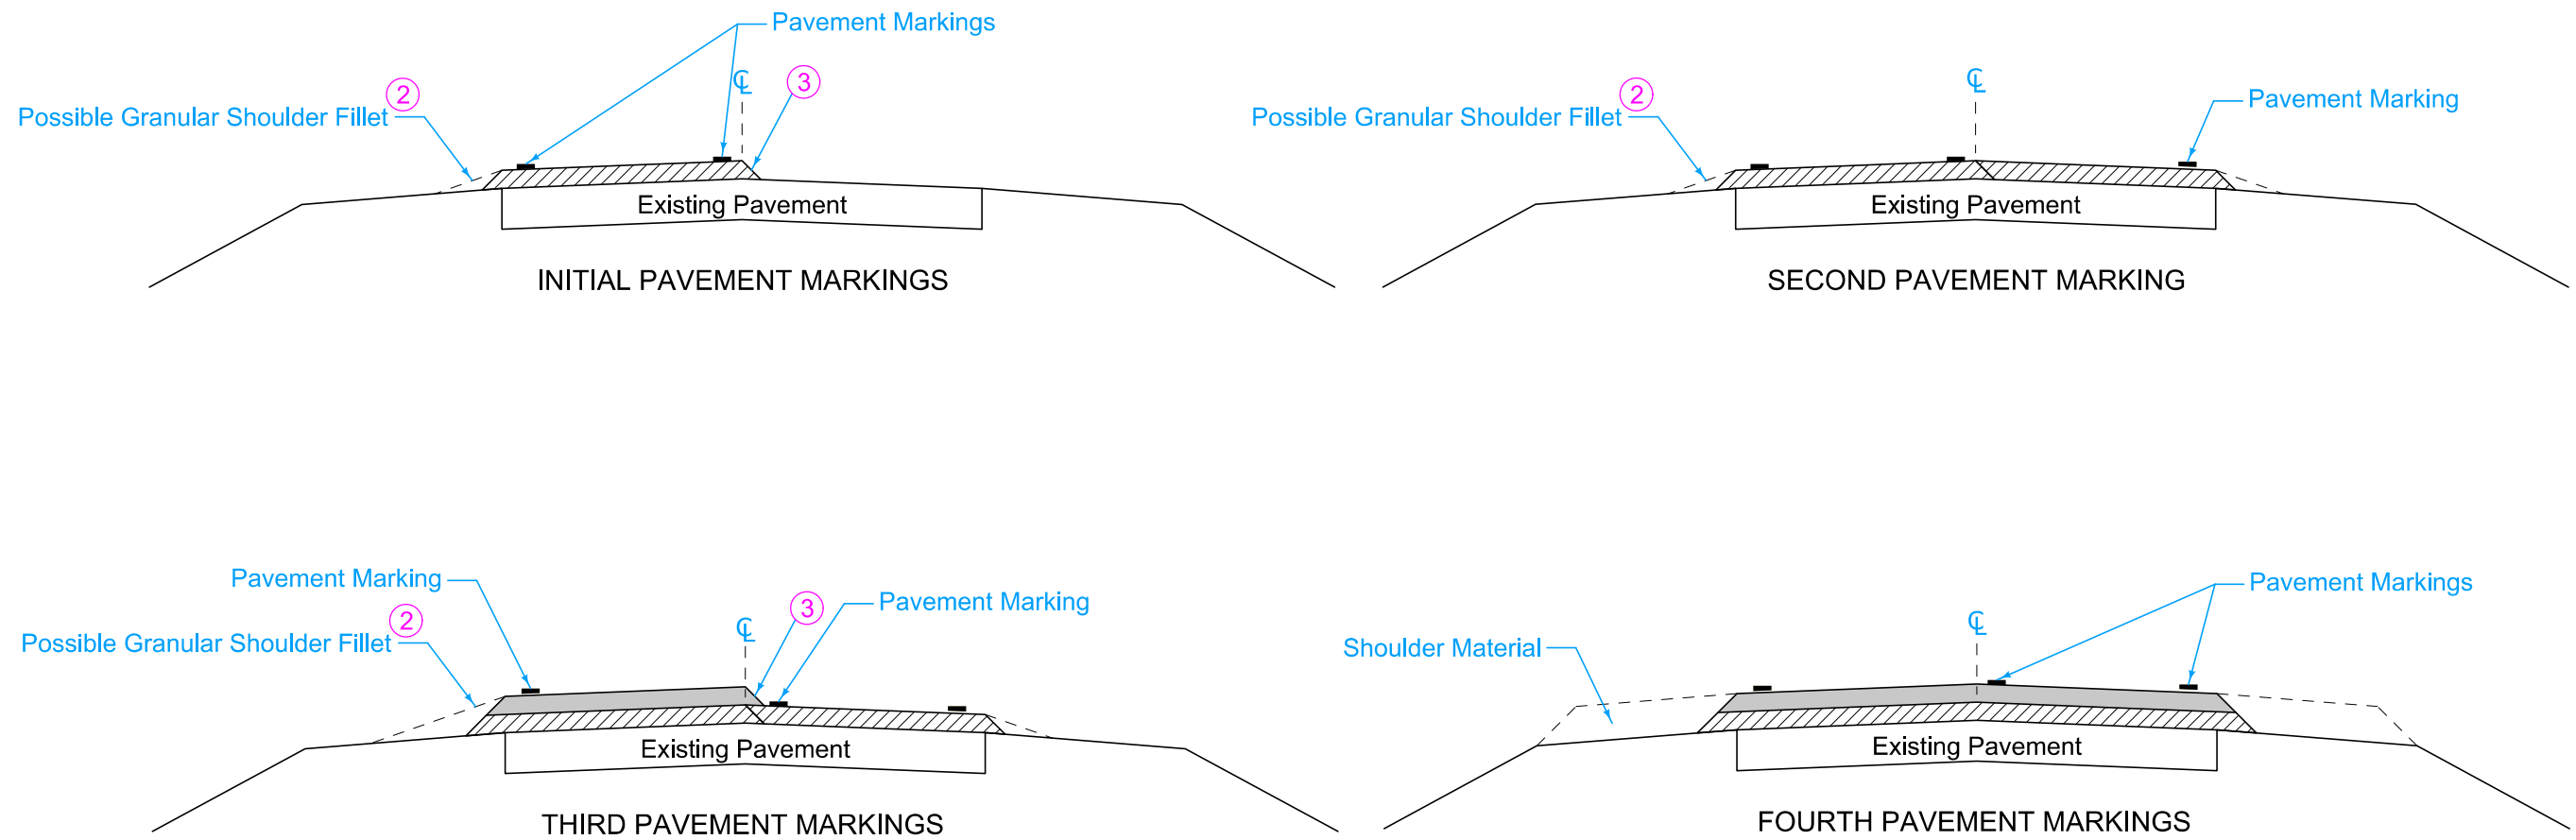 Pavement Markings
℄
3
2
Possible Granular Shoulder Fillet
Existing Pavement
INITIAL PAVEMENT MARKINGS
℄
2
Possible Granular Shoulder Fillet
Pavement Marking
Existing Pavement
SECOND PAVEMENT MARKING
Pavement Marking
2
Possible Granular Shoulder Fillet
℄
3
Pavement Marking
Existing Pavement
THIRD PAVEMENT MARKINGS
Pavement Markings
℄
Shoulder Material
Existing Pavement
FOURTH PAVEMENT MARKINGS